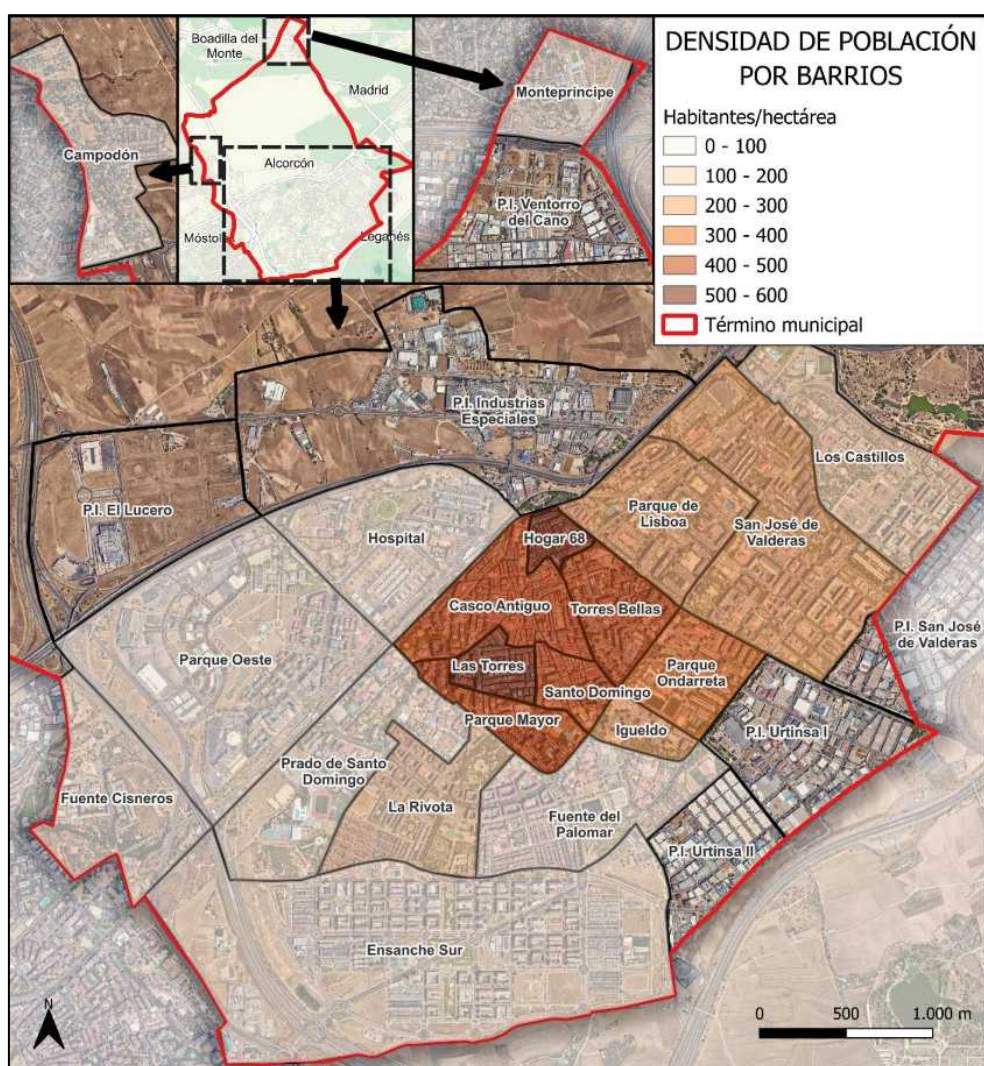 DENSIDAD DE POBLACIÓN
POR BARRIOS
Habitantes/hectárea
0 - 100
100 - 200
200 - 300
300 - 400
400 - 500
500 - 600
Término municipal
Boadilla del
Monte
Madrid
Alcorcón
Móstol
Leganés
Campodón
Monteprincipe
P.I. Ventorro
del Cano
P.I. Industrias
Especiales
P.I. El Lucero
Los Castillos
Parque de
Lisboa
San José de
Valderas
Hospital
Hogar 68
Casco Antiguo
Torres Bellas
P.I. San José
de Valderas
Parque Oeste
Las Torres
Parque
Ondarreta
Santo Domingo
Parque Mayor
Igueldo
P.I. Urtinsa I
Prado de Santo
Domingo
Fuente Cisneros
La Rivota
Fuente del
Palomar
P.I. Urtinsa II
Ensanche Sur
N
0 500 1.000 m